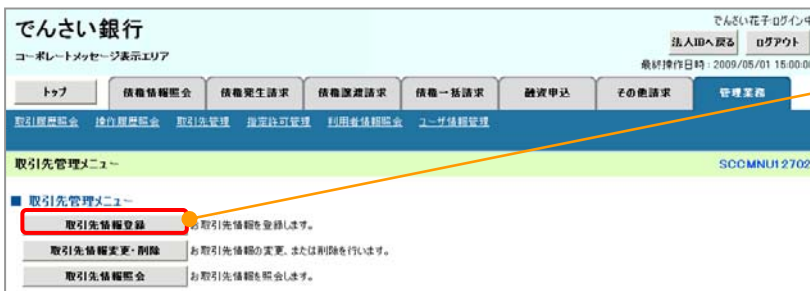 でんさい銀行
コーポレートメッセージ表示エリア
でんさい花子:ログイン中
法人IBへ戻る ログアウト
最終操作日時:2009/05/01 15:00:00
トップ 債権情報照会 債権発生請求 債権譲渡請求 債権一括請求 融資申込 その他請求 管理業務
取引履歴照会 操作履歴照会 取引先管理 指定許可管理 利用者情報照会 ユーザ情報管理
取引先管理メニュー SCCMNU12702
■ 取引先管理メニュー
取引先情報登録 お取引先情報を登録します。
取引先情報変更・削除 お取引先情報の変更、または削除を行います。
取引先情報照会 お取引先情報を照会します。